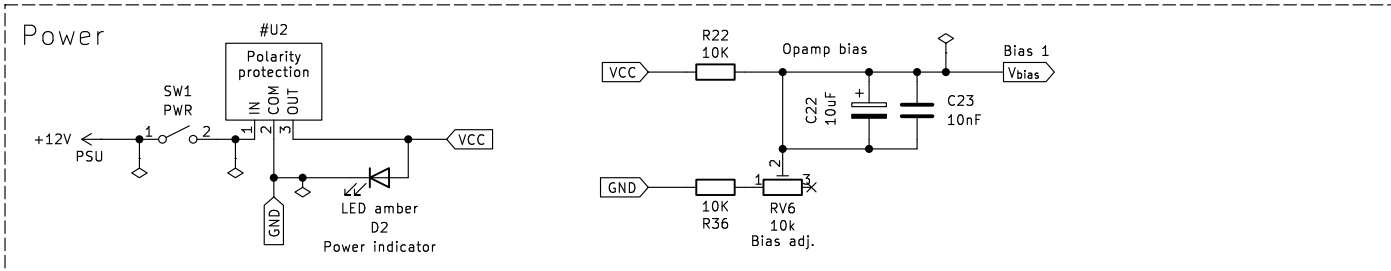 Power
#U2
Polarity
protection
IN
COM
OUT
1
2
3
SW1
PWR
1
2
+12V
PSU
VCC
GND
LED amber
D2
Power indicator
R22
10K
Opamp bias
Bias 1
VCC
Vbias
C22
10uF
+
C23
10nF
GND
10K
R36
2
1
3
RV6
10k
Bias adj.